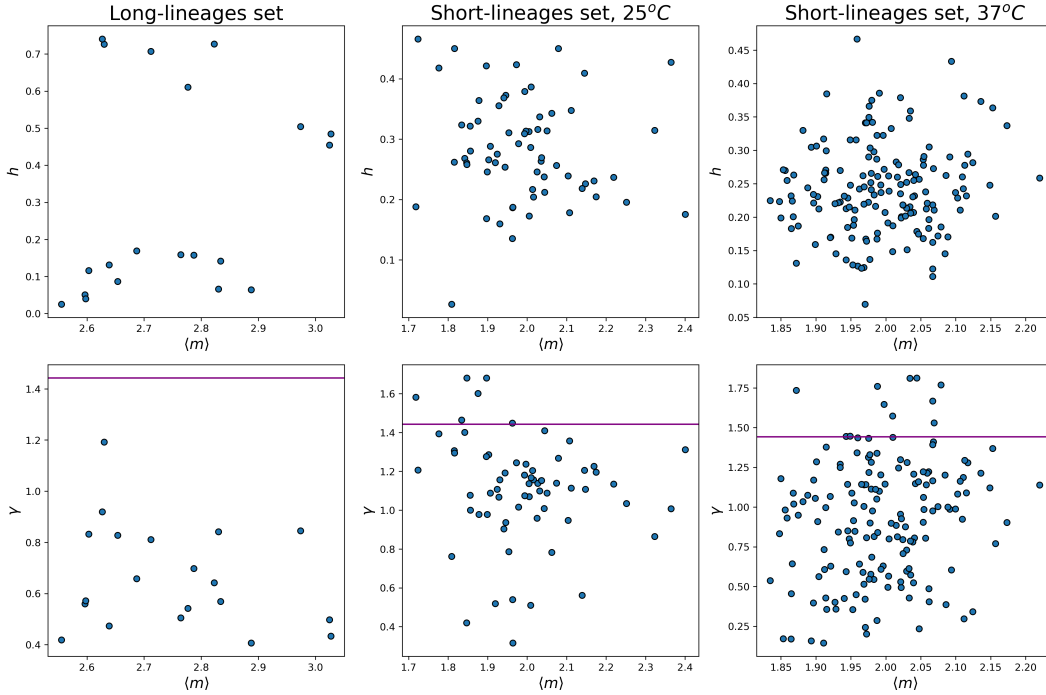 Long-lineages set
Short-lineages set, 25°C
Short-lineages set, 37°C
0.7
0.6
0.5
0.4
0.3
0.2
0.1
0.0
h
2.6 2.7 2.8 2.9 3.0
⟨m⟩
0.4
0.3
0.2
0.1
h
1.7 1.8 1.9 2.0 2.1 2.2 2.3 2.4
⟨m⟩
0.45
0.40
0.35
0.30
0.25
0.20
0.15
0.10
0.05
h
1.85 1.90 1.95 2.00 2.05 2.10 2.15 2.20
⟨m⟩
1.4
1.2
1.0
0.8
0.6
0.4
γ
2.6 2.7 2.8 2.9 3.0
⟨m⟩
1.6
1.4
1.2
1.0
0.8
0.6
0.4
γ
1.7 1.8 1.9 2.0 2.1 2.2 2.3 2.4
⟨m⟩
1.75
1.50
1.25
1.00
0.75
0.50
0.25
γ
1.85 1.90 1.95 2.00 2.05 2.10 2.15 2.20
⟨m⟩